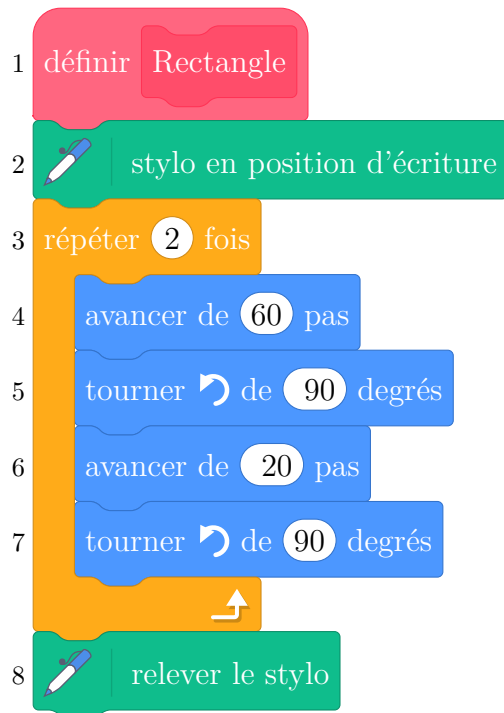 1 définir Rectangle
2 stylo en position d'écriture
3 répéter 2 fois
4 avancer de 60 pas
5 tourner de 90 degrés
6 avancer de 20 pas
7 tourner de 90 degrés
8 relever le stylo